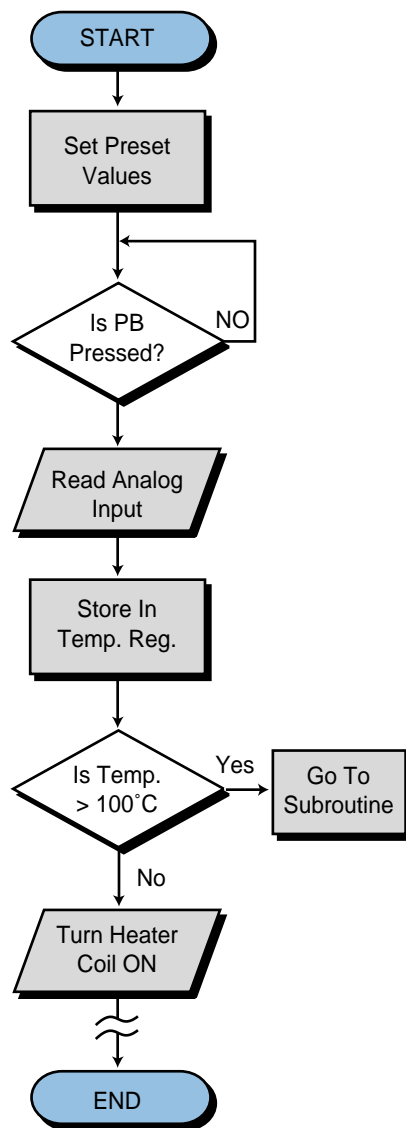 START
Set Preset
Values
Is PB
Pressed?
NO
Read Analog
Input
Store In
Temp. Reg.
Is Temp.
> 100˚C
Yes
Go To
Subroutine
No
Turn Heater
Coil ON
END